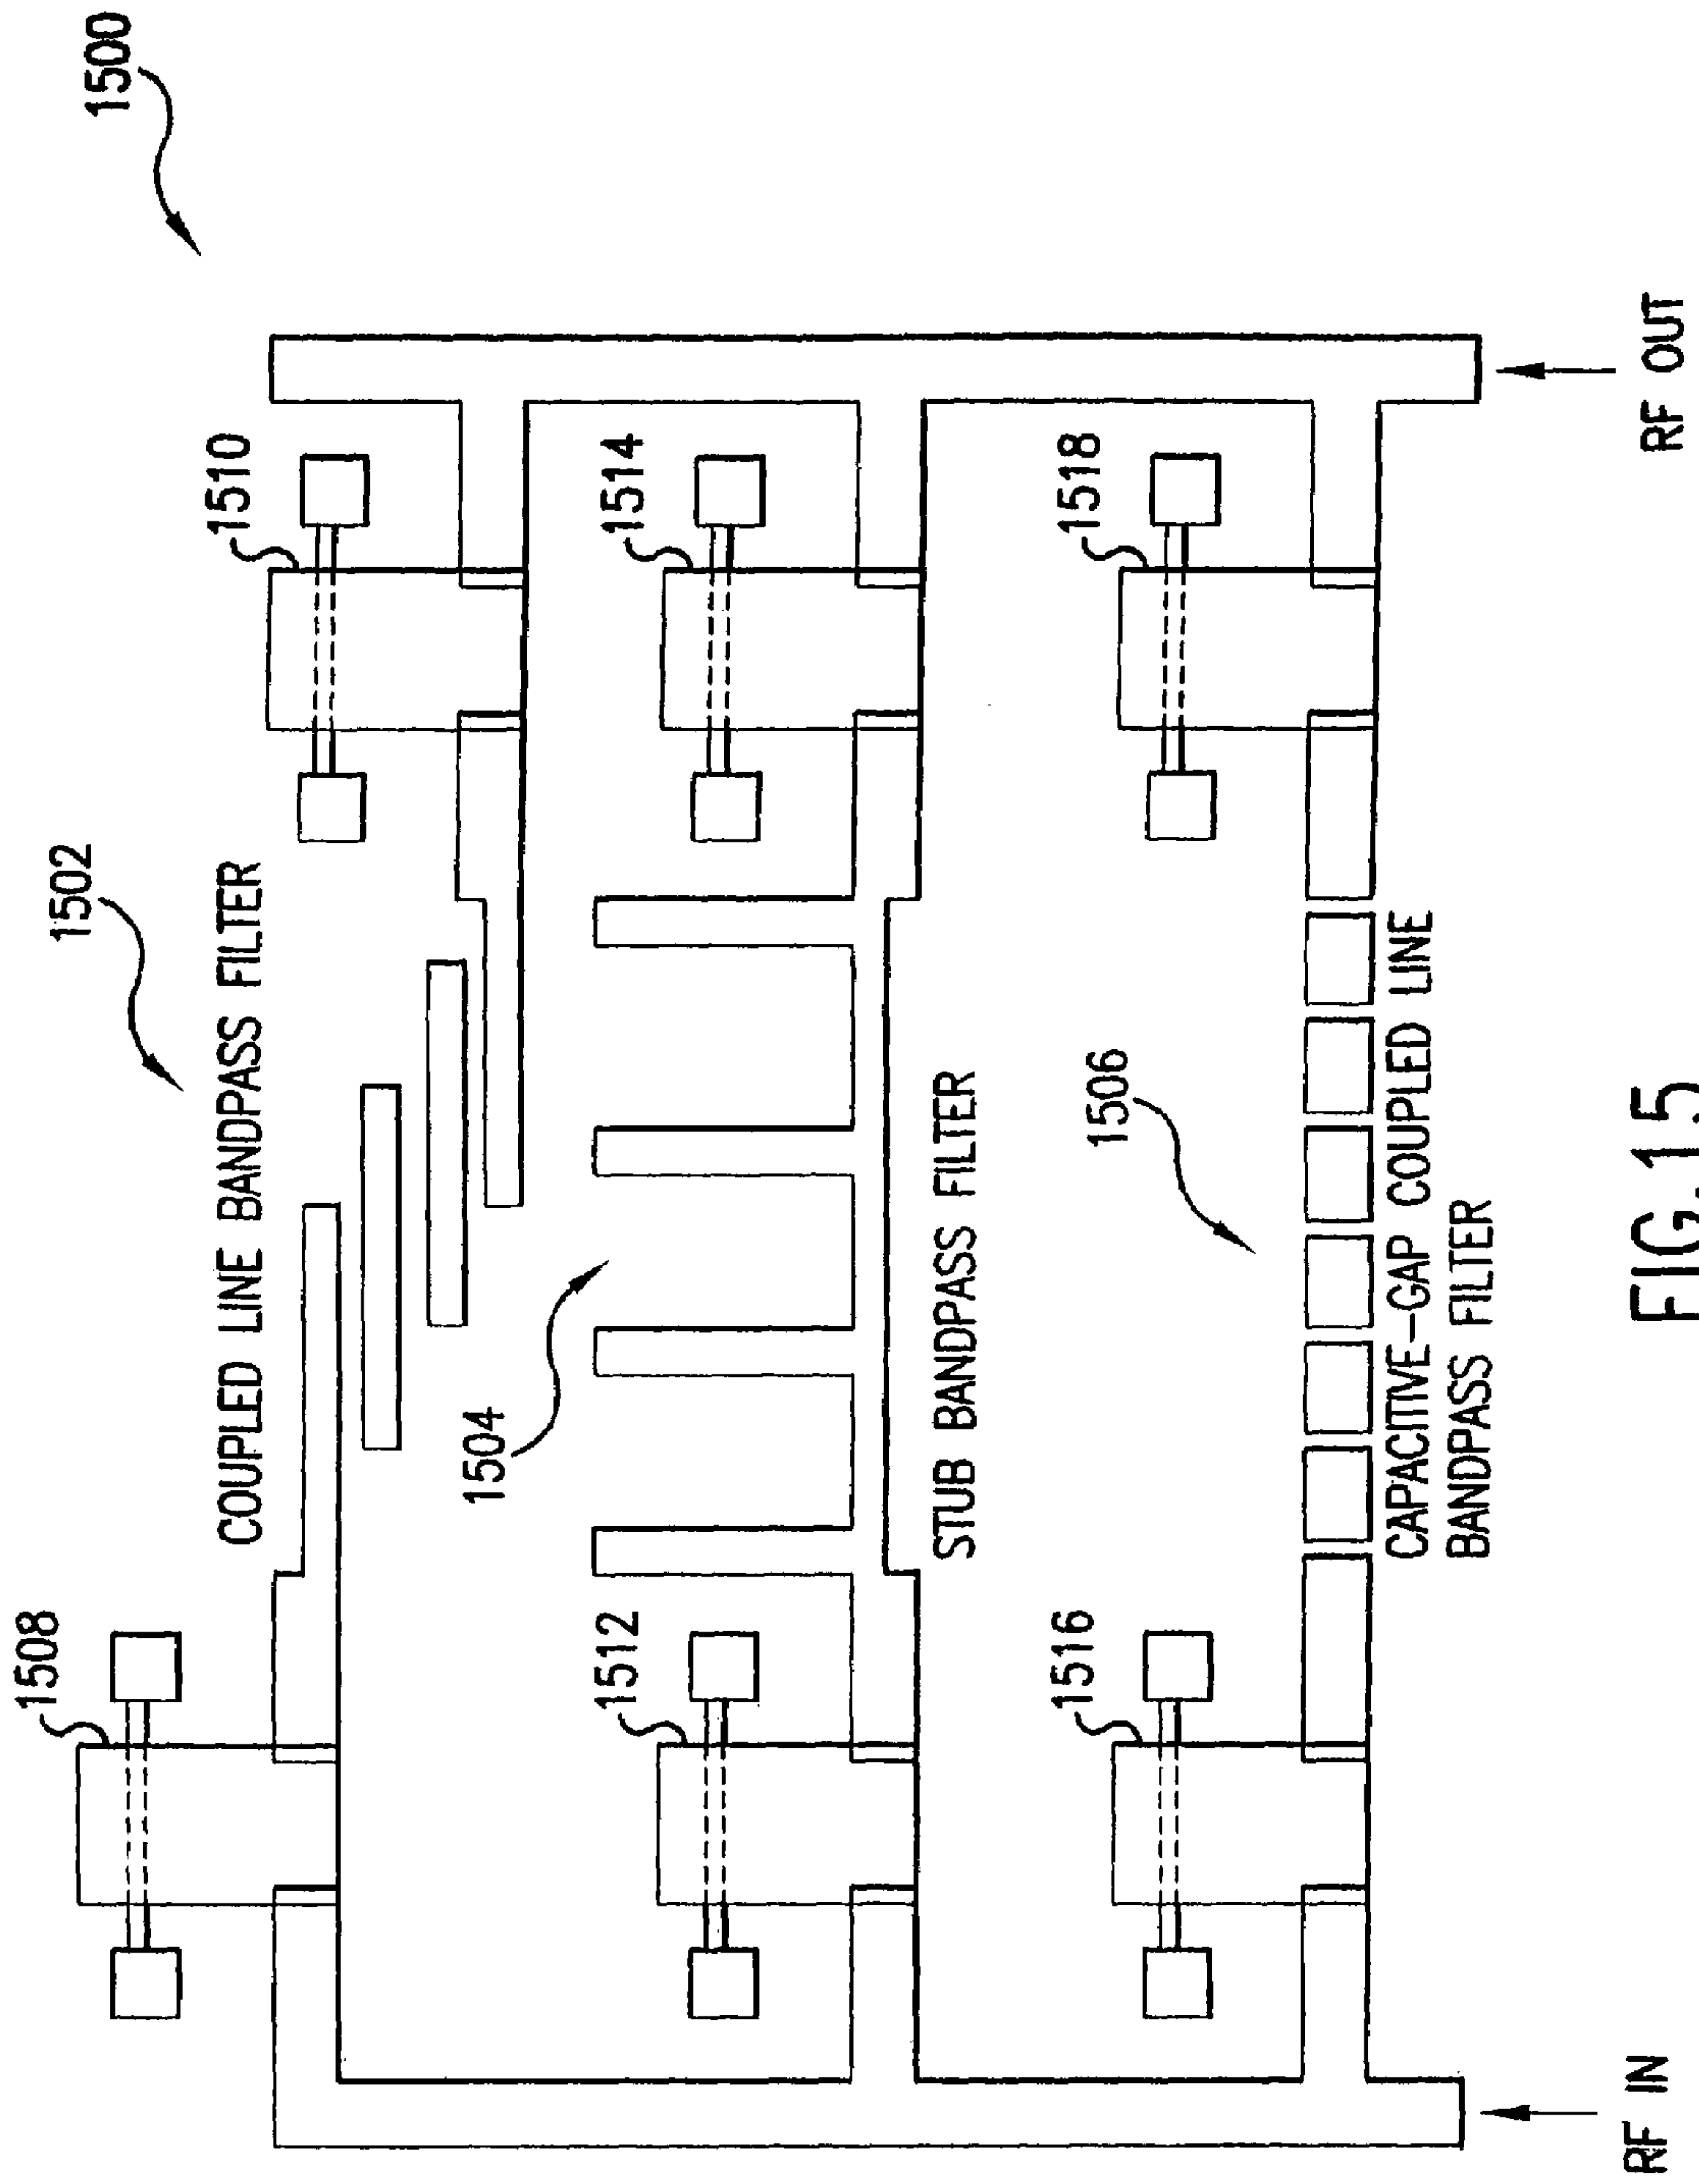 1500
1502
COUPLED LINE BANDPASS FILTER
1508
1510
1504
1512
1514
STUB BANDPASS FILTER
1506
1516
1518
CAPACITIVE-GAP COUPLED LINE
BANDPASS FILTER
RF IN
RF OUT
FIG.15